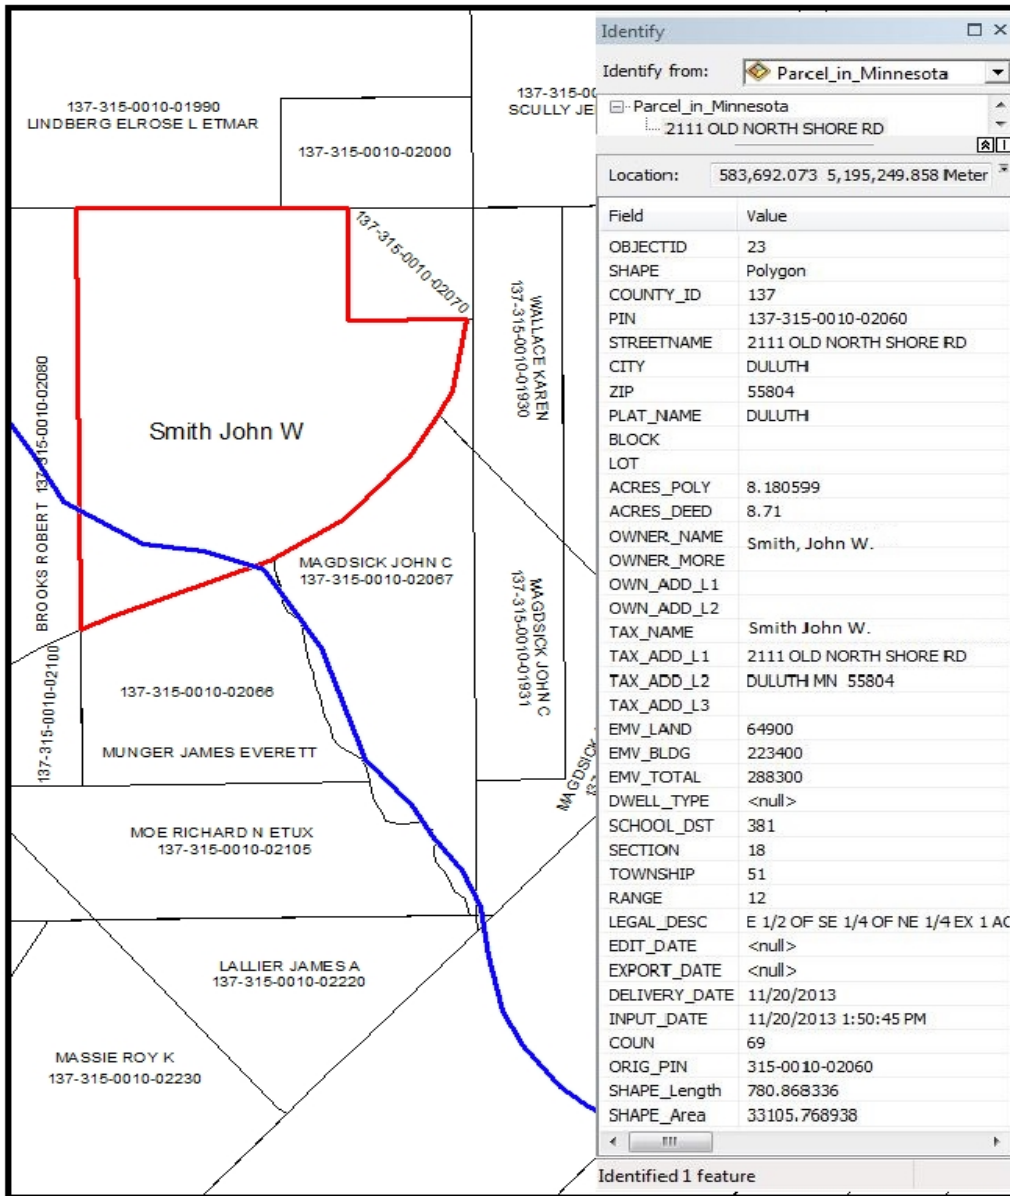 137-315-0010-01990
LINDBERG ELROSE L ETMAR
137-315-0010-02000
137-315-00
SCULLY JE
137-315-0010-02070
WALLACE KAREN
137-315-0010-01930
BROOKS ROBERT 137-315-0010-02080
Smith John W
MAGDSICK JOHN C
137-315-0010-02067
MAGDSICK JOHN C
137-315-0010-01931
137-315-0010-02100
137-315-0010-02066
MUNGER JAMES EVERETT
MAGDSICK
137
MOE RICHARD N ETUX
137-315-0010-02105
LALLIER JAMES A
137-315-0010-02220
MASSIE ROY K
137-315-0010-02230
Identify
Identify from: Parcel_in_Minnesota
Parcel_in_Minnesota
2111 OLD NORTH SHORE RD
Location: 583,692.073 5,195,249.858 Meter
Field Value
OBJECTID 23
SHAPE Polygon
COUNTY_ID 137
PIN 137-315-0010-02060
STREETNAME 2111 OLD NORTH SHORE RD
CITY DULUTH
ZIP 55804
PLAT_NAME DULUTH
BLOCK
LOT
ACRES_POLY 8.180599
ACRES_DEED 8.71
OWNER_NAME Smith, John W.
OWNER_MORE
OWN_ADD_L1
OWN_ADD_L2
TAX_NAME Smith John W.
TAX_ADD_L1 2111 OLD NORTH SHORE RD
TAX_ADD_L2 DULUTH MN 55804
TAX_ADD_L3
EMV_LAND 64900
EMV_BLDG 223400
EMV_TOTAL 288300
DWELL_TYPE <null>
SCHOOL_DST 381
SECTION 18
TOWNSHIP 51
RANGE 12
LEGAL_DESC E 1/2 OF SE 1/4 OF NE 1/4 EX 1 AC
EDIT_DATE <null>
EXPORT_DATE <null>
DELIVERY_DATE 11/20/2013
INPUT_DATE 11/20/2013 1:50:45 PM
COUN 69
ORIG_PIN 315-0010-02060
SHAPE_Length 780.868336
SHAPE_Area 33105.768938
Identified 1 feature